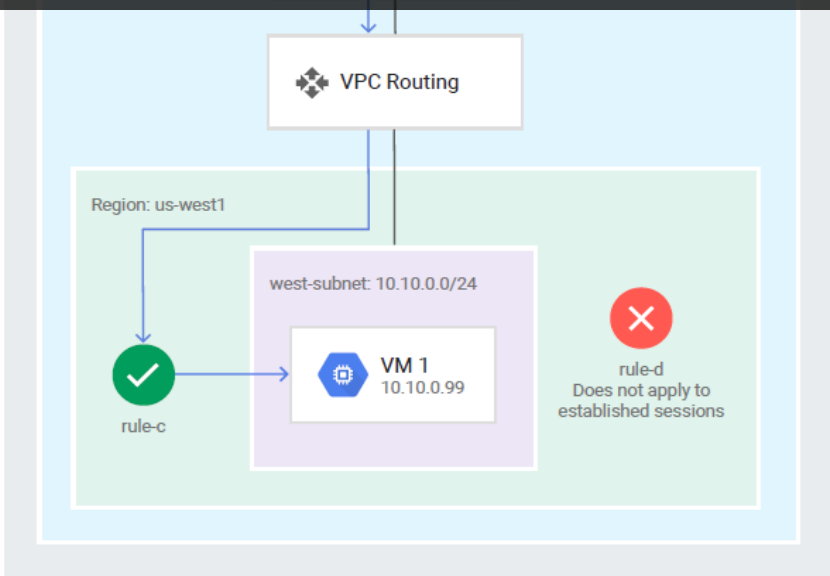 VPC Routing
Region: us-west1
west-subnet: 10.10.0.0/24
VM 1
10.10.0.99
rule-c
rule-d
Does not apply to
established sessions